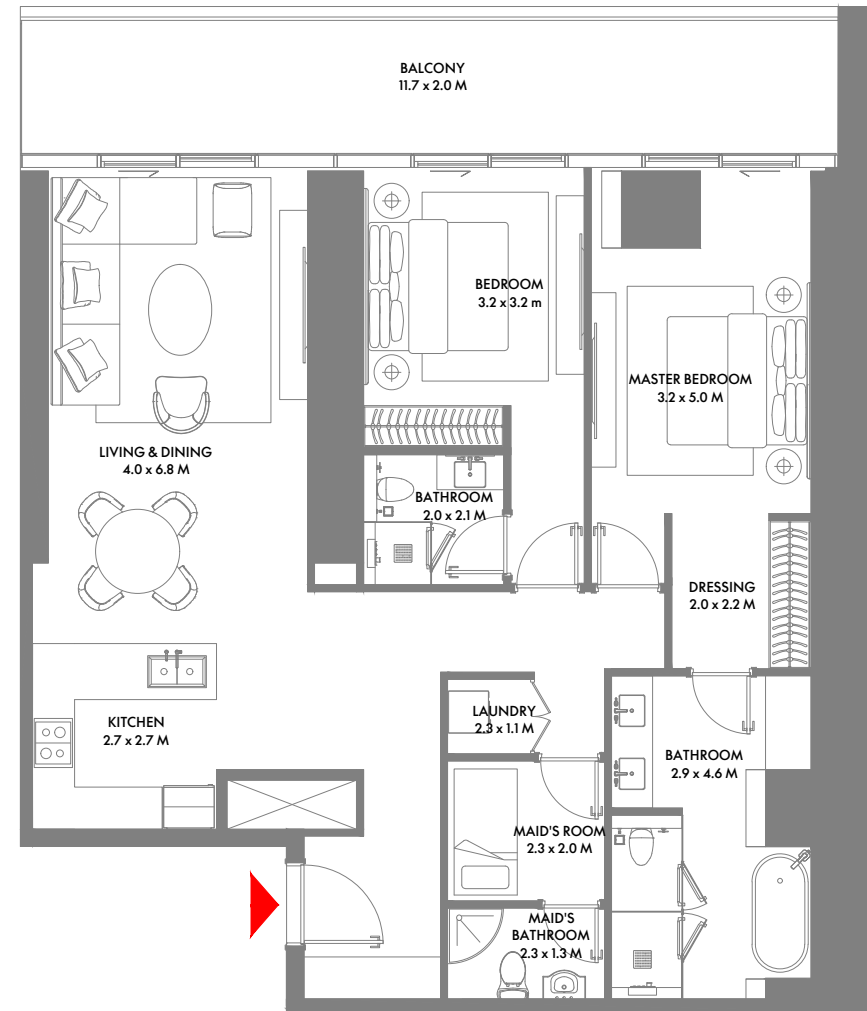 BALCONY
11.7 x 2.0 M
BEDROOM
3.2 x 3.2 m
MASTER BEDROOM
3.2 x 5.0 M
LIVING & DINING
4.0 x 6.8 M
BATHROOM
2.0 x 2.1 M
DRESSING
2.0 x 2.2 M
KITCHEN
2.7 x 2.7 M
LAUNDRY
2.3 x 1.1 M
BATHROOM
2.9 x 4.6 M
MAID'S ROOM
2.3 x 2.0 M
MAID'S
BATHROOM
2.3 x 1.3 M